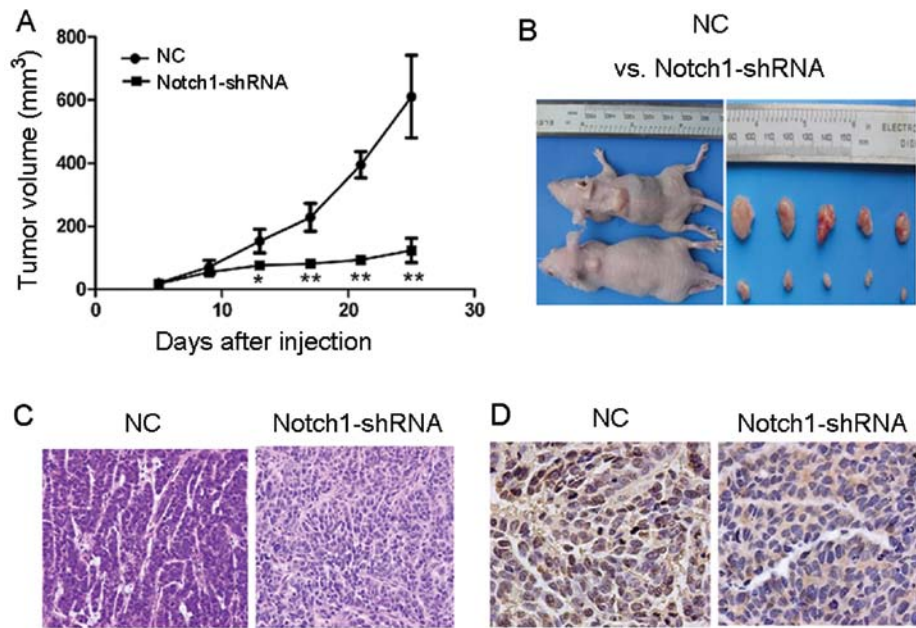 A
800
600
400
200
0
NC
Notch1-shRNA
*
**
**
**
0
10
20
30
Tumor volume (mm³)
Days after injection
B
NC
vs. Notch1-shRNA
ELECTRO
C
NC
Notch1-shRNA
D
NC
Notch1-shRNA